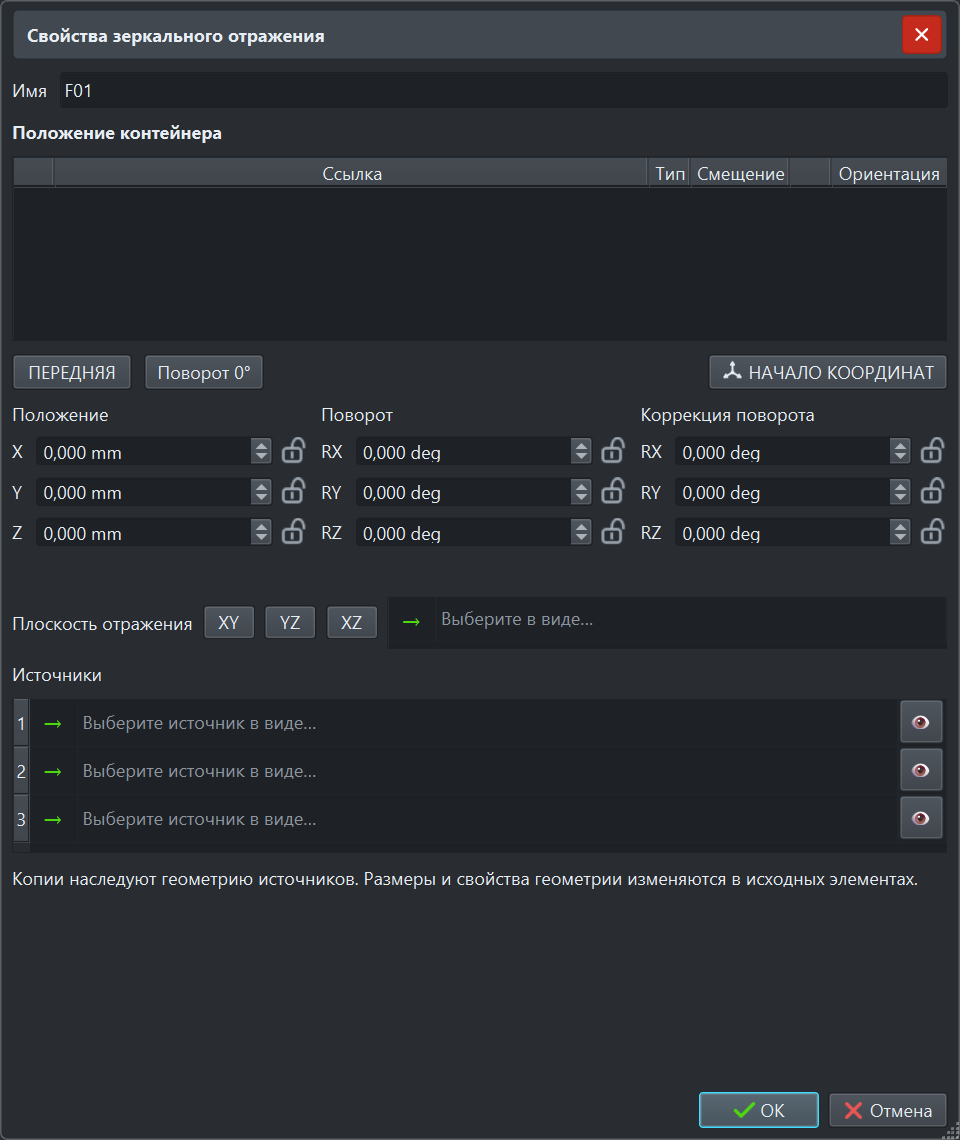 Свойства зеркального отражения
Имя F01
Положение контейнера
Ссылка Тип Смещение Ориентация
ПЕРЕДНЯЯ Поворот 0° НАЧАЛО КООРДИНАТ
Положение Поворот Коррекция поворота
X 0,000 mm RX 0,000 deg RX 0,000 deg
Y 0,000 mm RY 0,000 deg RY 0,000 deg
Z 0,000 mm RZ 0,000 deg RZ 0,000 deg
Плоскость отражения XY YZ XZ → Выберите в виде...
Источники
1 → Выберите источник в виде...
2 → Выберите источник в виде...
3 → Выберите источник в виде...
Копии наследуют геометрию источников. Размеры и свойства геометрии изменяются в исходных элементах.
OK Отмена